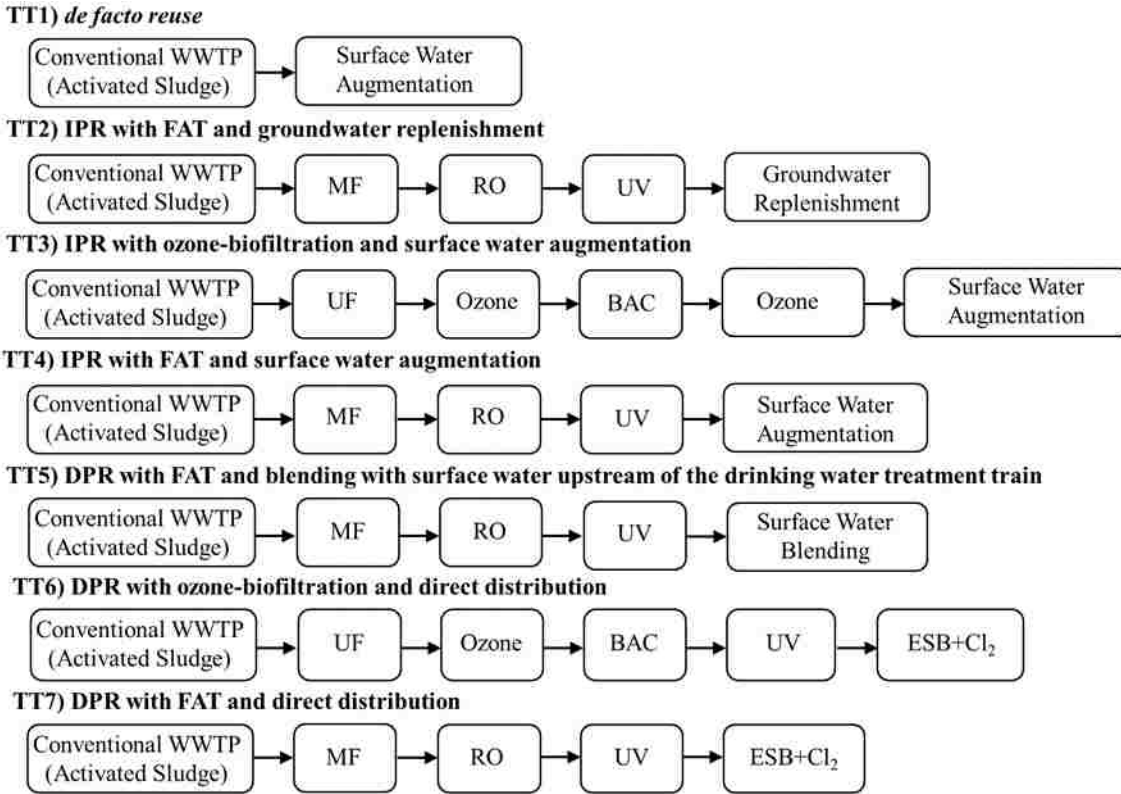 TT1) de facto reuse
Conventional WWTP
(Activated Sludge)
Surface Water
Augmentation
TT2) IPR with FAT and groundwater replenishment
Conventional WWTP
(Activated Sludge)
MF
RO
UV
Groundwater
Replenishment
TT3) IPR with ozone-biofiltration and surface water augmentation
Conventional WWTP
(Activated Sludge)
UF
Ozone
BAC
Ozone
Surface Water
Augmentation
TT4) IPR with FAT and surface water augmentation
Conventional WWTP
(Activated Sludge)
MF
RO
UV
Surface Water
Augmentation
TT5) DPR with FAT and blending with surface water upstream of the drinking water treatment train
Conventional WWTP
(Activated Sludge)
MF
RO
UV
Surface Water
Blending
TT6) DPR with ozone-biofiltration and direct distribution
Conventional WWTP
(Activated Sludge)
UF
Ozone
BAC
UV
ESB+Cl₂
TT7) DPR with FAT and direct distribution
Conventional WWTP
(Activated Sludge)
MF
RO
UV
ESB+Cl₂